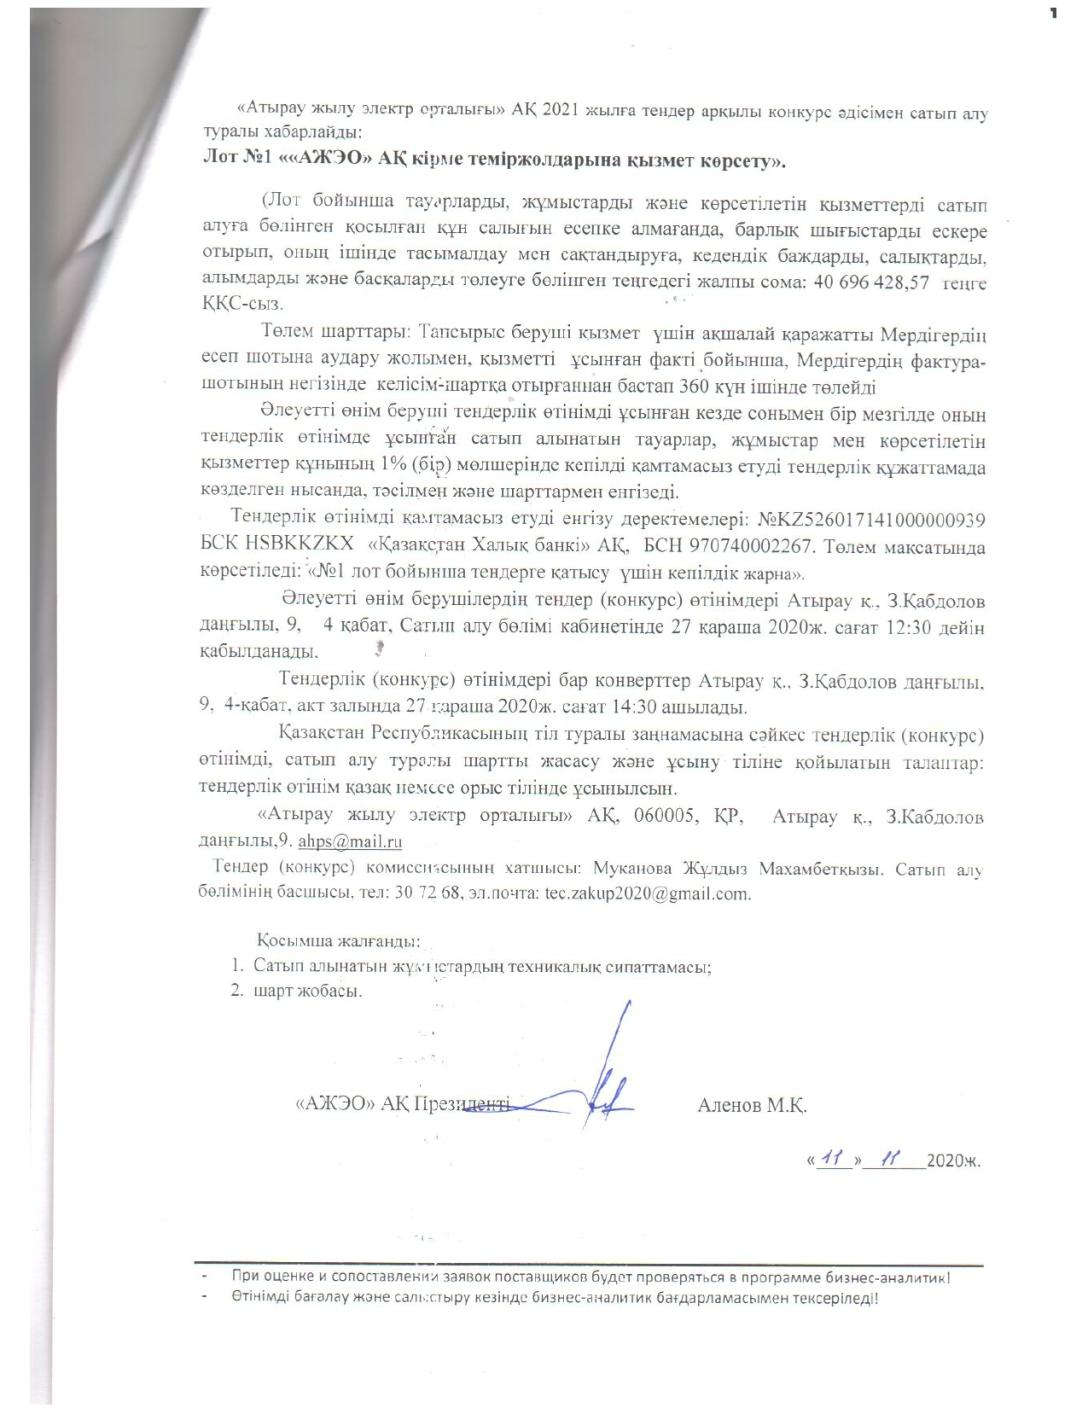 1
«Атырау жылу электр орталығы» АҚ 2021 жылға тендер арқылы конкурс әдісімен сатып алу
туралы хабарлайды:
Лот №1 ««АЖЭО» АҚ кірме теміржолдарына қызмет көрсету».
(Лот бойынша тауарларды, жұмыстарды және көрсетілетін қызметтерді сатып
алуға бөлінген қосылған құн салығын есепке алмағанда, барлық шығыстарды ескере
отырып, оның ішінде тасымалдау мен сақтандыруға, кедендік баждарды, салықтарды,
алымдарды және басқаларды төлеуге бөлінген теңгедегі жалпы сома: 40 696 428,57 теңге
ҚҚС-сыз.
Төлем шарттары: Тапсырыс беруші қызмет үшін ақшалай қаражатты Мердігердің
есеп шотына аудару жолымен, қызметті ұсынған факті бойынша, Мердігердің фактура-
шотының негізінде келісім-шартқа отырғаннан бастап 360 күн ішінде төлейді
Әлеуетті өнім беруші тендерлік өтінімді ұсынған кезде сонымен бір мезгілде онын
тендерлік өтінімде ұсынған сатып алынатын тауарлар, жұмыстар мен көрсетілетін
қызметтер құнының 1% (бір) мөлшерінде кепілді қамтамасыз етуді тендерлік құжаттамада
көзделген нысанда, тәсілмен және шарттармен енгізеді.
Тендерлік өтінімді қамтамасыз етуді енгізу деректемелері: №KZ526017141000000939
БСК HSBKKZKX «Қазақстан Халық банкі» АҚ, БСН 970740002267. Төлем мақсатында
көрсетіледі: «№1 лот бойынша тендерге қатысу үшін кепілдік жарна».
Әлеуетті өнім берушілердің тендер (конкурс) өтінімдері Атырау қ., З.Қабдолов
даңғылы, 9, 4 қабат, Сатып алу бөлімі кабинетінде 27 қараша 2020ж. сағат 12:30 дейін
қабылданады.
Тендерлік (конкурс) өтінімдері бар конверттер Атырау қ., З.Қабдолов даңғылы,
9, 4-қабат, акт залында 27 қараша 2020ж. сағат 14:30 ашылады.
Қазақстан Республикасының тіл туралы заңнамасына сәйкес тендерлік (конкурс)
өтінімді, сатып алу туралы шартты жасасу және ұсыну тіліне қойылатын талаптар:
тендерлік өтінім қазақ немесе орыс тілінде ұсынылсын.
«Атырау жылу электр орталығы» АҚ, 060005, ҚР, Атырау қ., З.Кабдолов
даңғылы,9. ahps@mail.ru
Тендер (конкурс) комиссиясының хатшысы: Муканова Жұлдыз Махамбетқызы. Сатып алу
бөлімінің басшысы, тел: 30 72 68, эл.почта: tec.zakup2020@gmail.com.
Қосымша жалғанды:
1. Сатып алынатын жұмыстардың техникалық сипаттамасы;
2. шарт жобасы.
«АЖЭО» АҚ Президенті Аленов М.Қ.
«11» 11 2020ж.
- При оценке и сопоставлении заявок поставщиков будет проверяться в программе бизнес-аналитик!
- Өтінімді бағалау және салыстыру кезінде бизнес-аналитик бағдарламасымен тексеріледі!